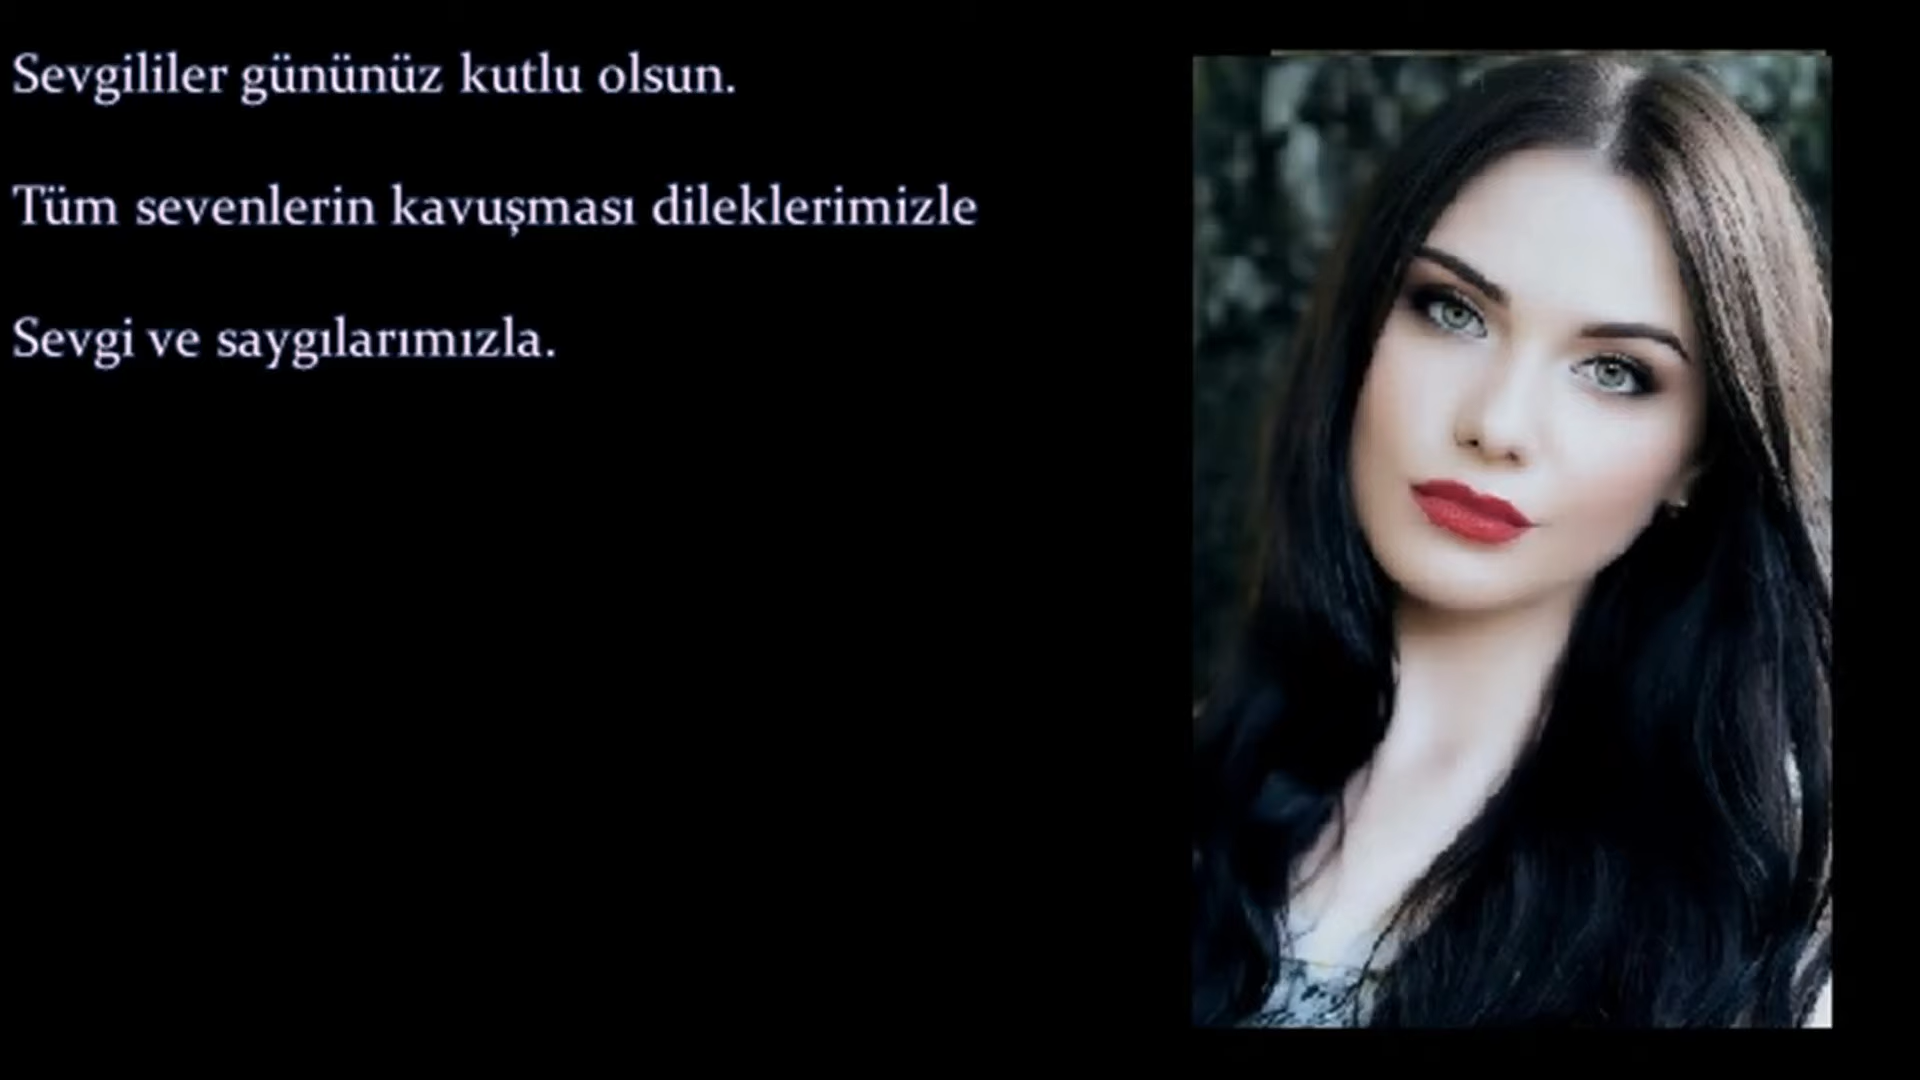 Sevgililer gününüz kutlu olsun.
Tüm sevenlerin kavuşması dileklerimizle
Sevgi ve saygılarımızla.